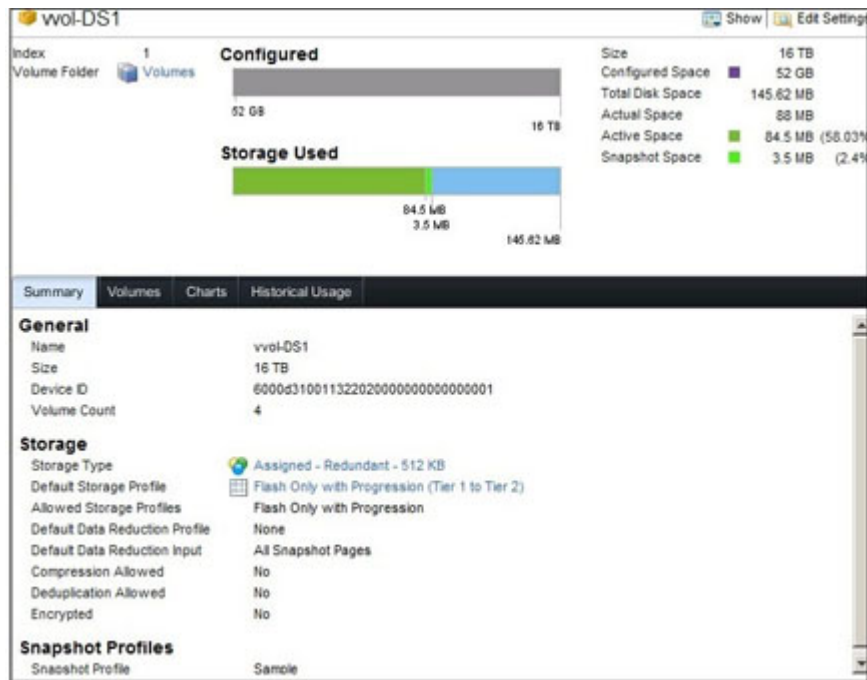 vvol-DS1
Show Edit Settings
Index 1
Volume Folder Volumes
Configured
52 GB
16 TB
Storage Used
84.5 MB
3.5 MB
145.62 MB
Size 16 TB
Configured Space 52 GB
Total Disk Space 145.62 MB
Actual Space 88 MB
Active Space 84.5 MB (58.03%
Snapshot Space 3.5 MB (2.4%
Summary Volumes Charts Historical Usage
General
Name vvol-DS1
Size 16 TB
Device ID 6000d310011322020000000000000001
Volume Count 4
Storage
Storage Type Assigned - Redundant - 512 KB
Default Storage Profile Flash Only with Progression (Tier 1 to Tier 2)
Allowed Storage Profiles Flash Only with Progression
Default Data Reduction Profile None
Default Data Reduction Input All Snapshot Pages
Compression Allowed No
Deduplication Allowed No
Encrypted No
Snapshot Profiles
Snapshot Profile Sample